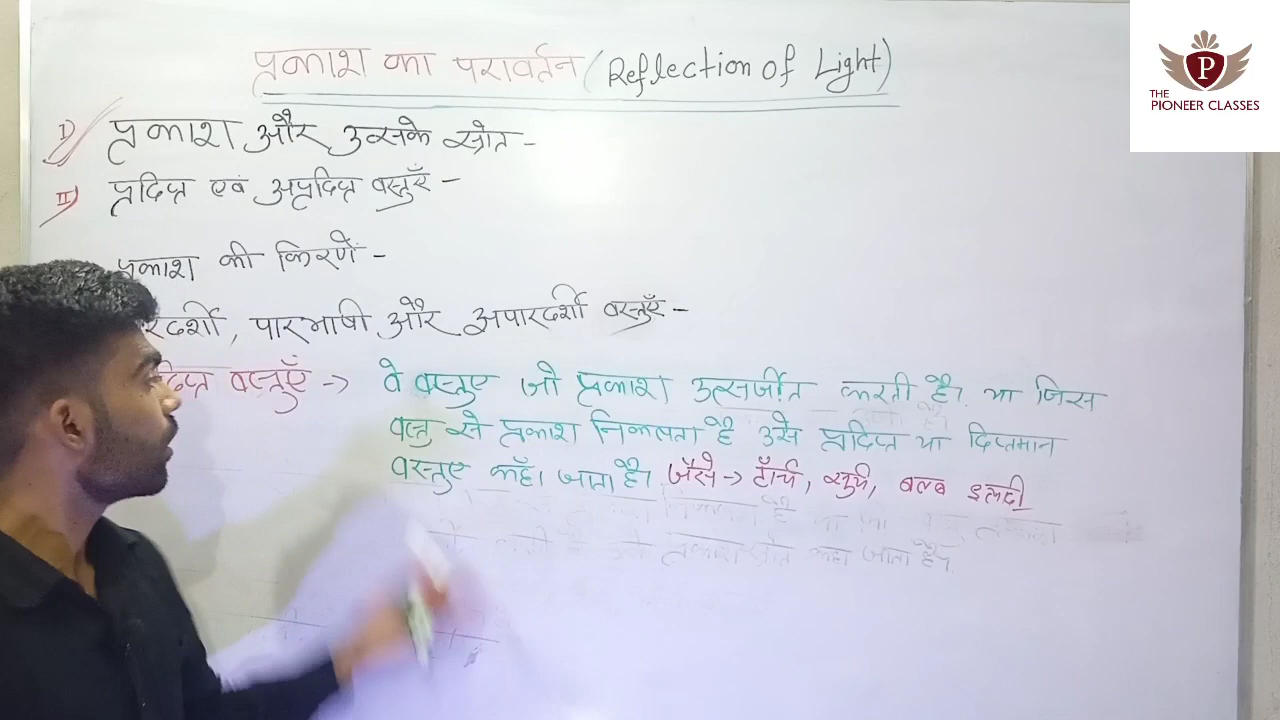 प्रकाश का परावर्तन (Reflection of Light)
P
THE
PIONEER CLASSES
I) प्रकाश और उसके स्रोत -
II) प्रदिप्त एवं अप्रदिप्त वस्तुएँ -
प्रकाश की किरणें -
रदर्शी, पारभाषी और अपारदर्शी वस्तुएँ -
दिप्त वस्तुएँ -> वे वस्तुए जो प्रकाश उत्सर्जीत करती है। या जिस
वस्तु से प्रकाश निकलता है उसे प्रदिप्त या दिप्तमान
वस्तुए कहाँ जाता है। जैसे -> टॉर्च, सुर्य, बल्ब इत्यादी
प्रकाश स्रोत कहा जाता है।